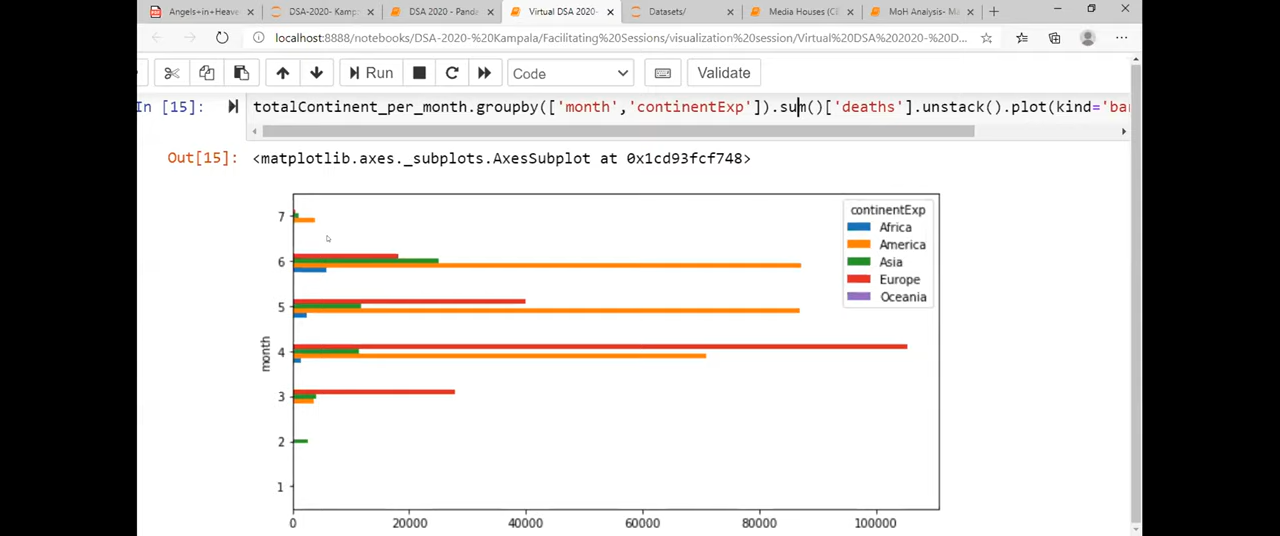 Angels÷in÷Heave
DSA-2020- Kampa
DSA 2020 - Panda
Virtual DSA 2020-
Datasets/
Media Houses (Ci
MoH Analysis- Ma
localhost:8888/notebooks/DSA-2020-%20Kampala/Facilitating%20Sessions/visualization%20session/Virtual%20DSA%202020-%20D...
Run
Code
Validate
In [15]:
totalContinent_per_month.groupby(['month','continentExp']).sum()['deaths'].unstack().plot(kind='bar
Out[15]:
<matplotlib.axes._subplots.AxesSubplot at 0x1cd93fcf748>
continentExp
Africa
America
Asia
Europe
Oceania
month
7
6
5
4
3
2
1
0 20000 40000 60000 80000 100000